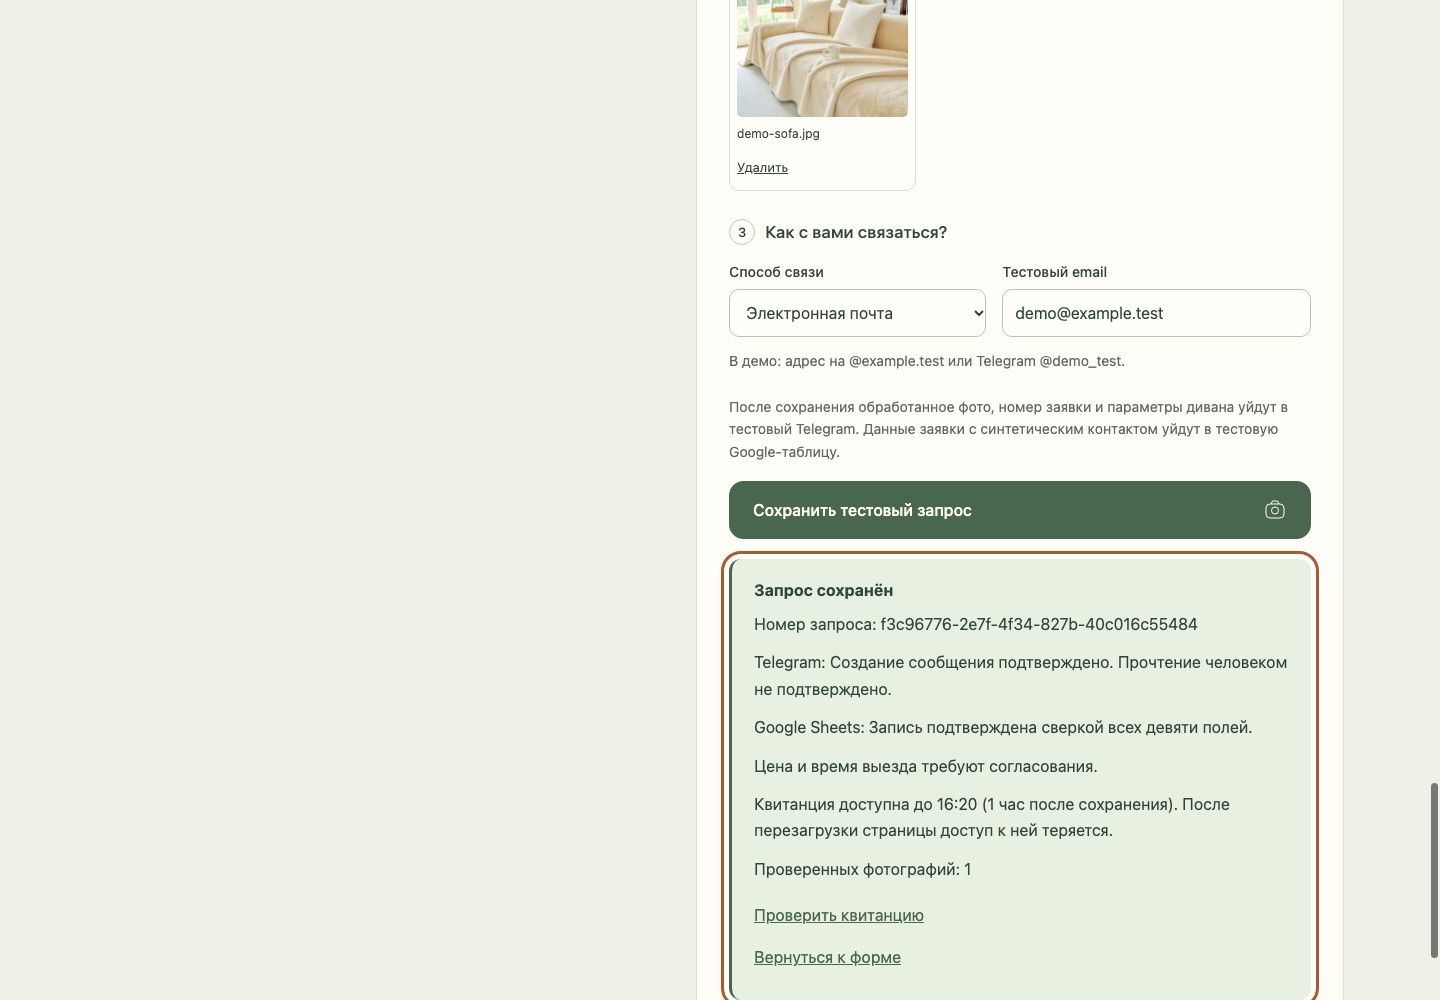 demo-sofa.jpg
Удалить
3 Как с вами связаться?
Способ связи
Тестовый email
Электронная почта
demo@example.test
В демо: адрес на @example.test или Telegram @demo_test.
После сохранения обработанное фото, номер заявки и параметры дивана уйдут в
тестовый Telegram. Данные заявки с синтетическим контактом уйдут в тестовую
Google-таблицу.
Сохранить тестовый запрос
Запрос сохранён
Номер запроса: f3c96776-2e7f-4f34-827b-40c016c55484
Telegram: Создание сообщения подтверждено. Прочтение человеком
не подтверждено.
Google Sheets: Запись подтверждена сверкой всех девяти полей.
Цена и время выезда требуют согласования.
Квитанция доступна до 16:20 (1 час после сохранения). После
перезагрузки страницы доступ к ней теряется.
Проверенных фотографий: 1
Проверить квитанцию
Вернуться к форме